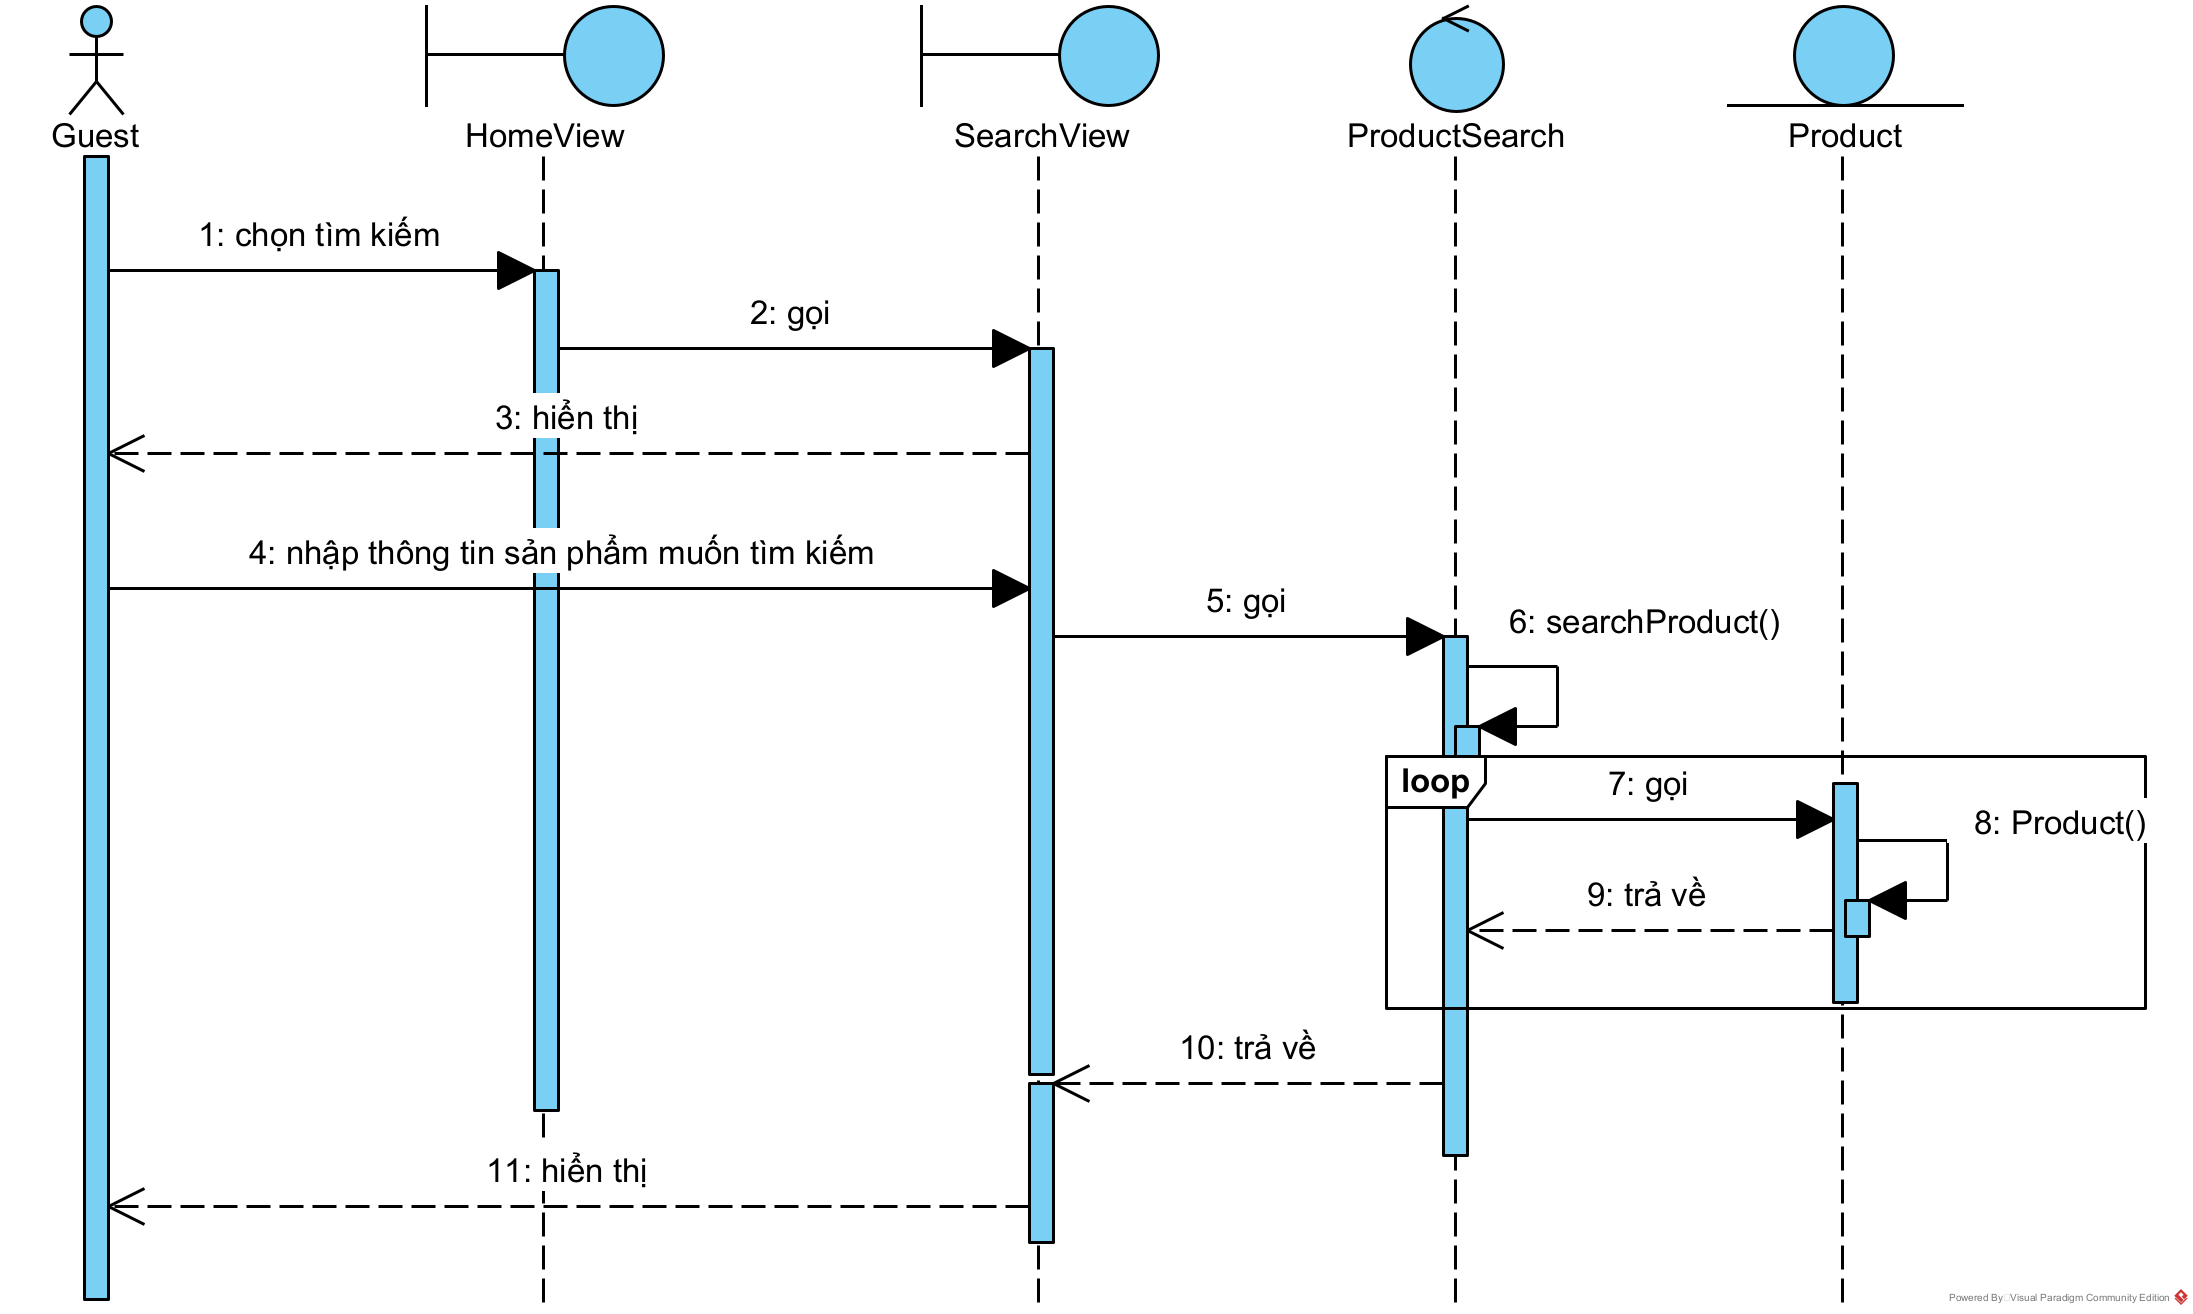 Guest
HomeView
SearchView
ProductSearch
Product
1: chọn tìm kiếm
2: gọi
3: hiển thị
4: nhập thông tin sản phẩm muốn tìm kiếm
5: gọi
6: searchProduct()
loop
7: gọi
8: Product()
9: trả về
10: trả về
11: hiển thị
Powered By Visual Paradigm Community Edition